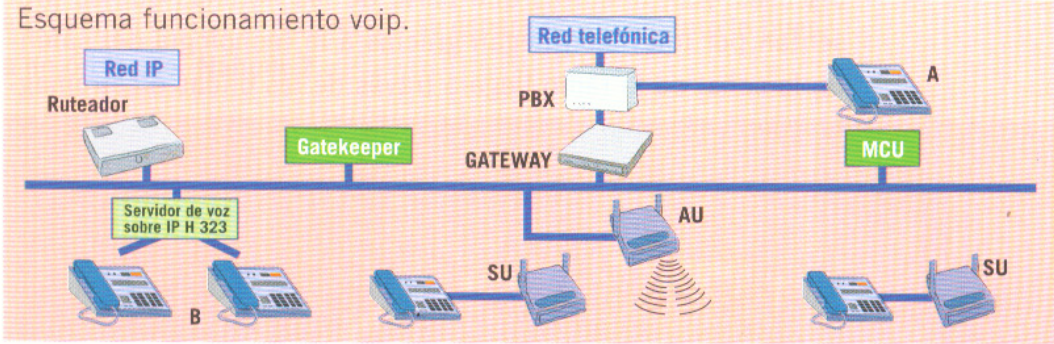 Esquema funcionamiento voip.
Red telefónica
Red IP
Ruteador
PBX
A
Gatekeeper
GATEWAY
MCU
Servidor de voz
sobre IP H 323
AU
SU
SU
B